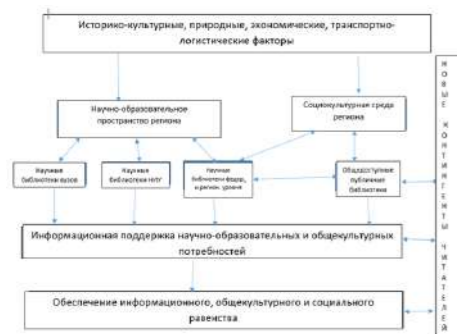 Историко-культурные, природные, экономические, транспортно-
логистические факторы
Научно-образовательное
пространство региона
Социокультурная среда
региона
Научные
библиотеки вузов
Научные
библиотеки
Научные
библиотеки федер.
и регион. уровня
Общедоступные
публичные
библиотеки
Информационная поддержка научно-образовательных и общекультурных
потребностей
Обеспечение информационного, общекультурного и социального
равенства
НОВЫЕ КОНТИНГЕНТЫ ЧИТАТЕЛЕЙ